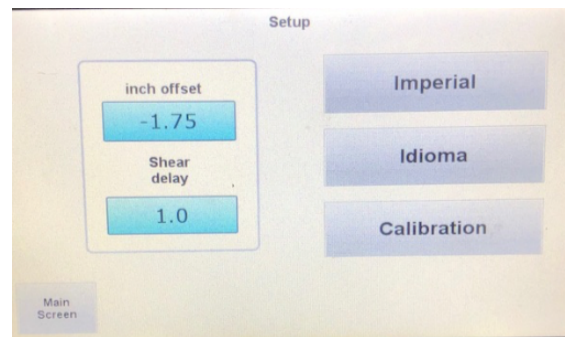 Setup
inch offset
-1.75
Shear
delay
1.0
Imperial
Idioma
Calibration
Main
Screen